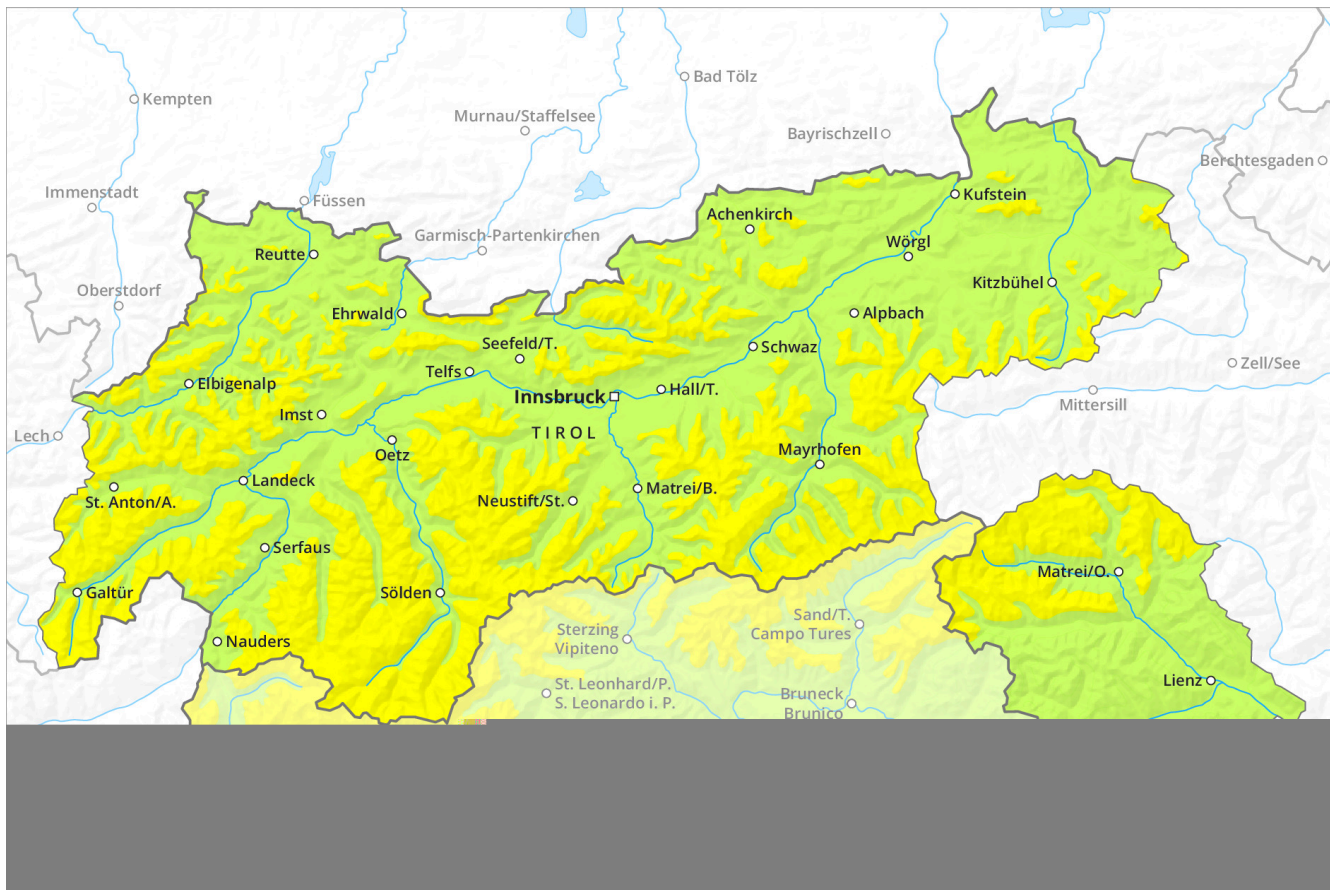 Bad Tölz
Kempten
Murnau/Staffelsee
Bayrischzell
Berchtesgaden
Immenstadt
Füssen
Kufstein
Achenkirch
Garmisch-Partenkirchen
Wörgl
Reutte
Kitzbühel
Oberstdorf
Ehrwald
Alpbach
Seefeld/T.
Schwaz
Zell/See
Telfs
Elbigenalp
Hall/T.
Innsbruck
Mittersill
Imst
TIROL
Lech
Oetz
Mayrhofen
Landeck
Matrei/B.
St. Anton/A.
Neustift/St.
Serfaus
Matrei/O.
Galtür
Sölden
Sand/T.
Campo Tures
Sterzing
Vipiteno
Nauders
Lienz
St. Leonhard/P.
S. Leonardo i. P.
Bruneck
Brunico